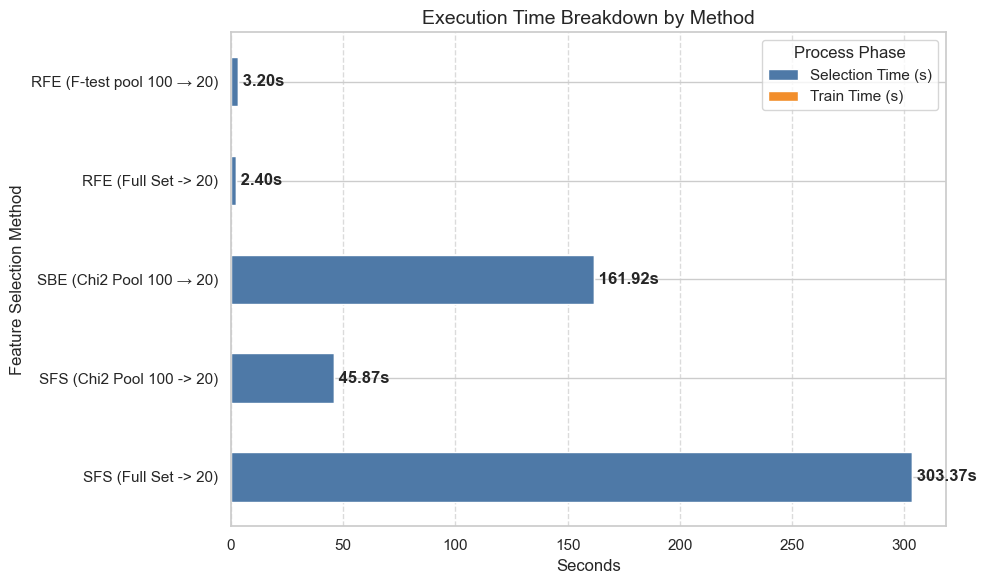 Execution Time Breakdown by Method
Process Phase
Selection Time (s)
Train Time (s)
Feature Selection Method
RFE (F-test pool 100 → 20)
3.20s
RFE (Full Set -> 20)
2.40s
SBE (Chi2 Pool 100 → 20)
161.92s
SFS (Chi2 Pool 100 -> 20)
45.87s
SFS (Full Set -> 20)
303.37s
0 50 100 150 200 250 300
Seconds